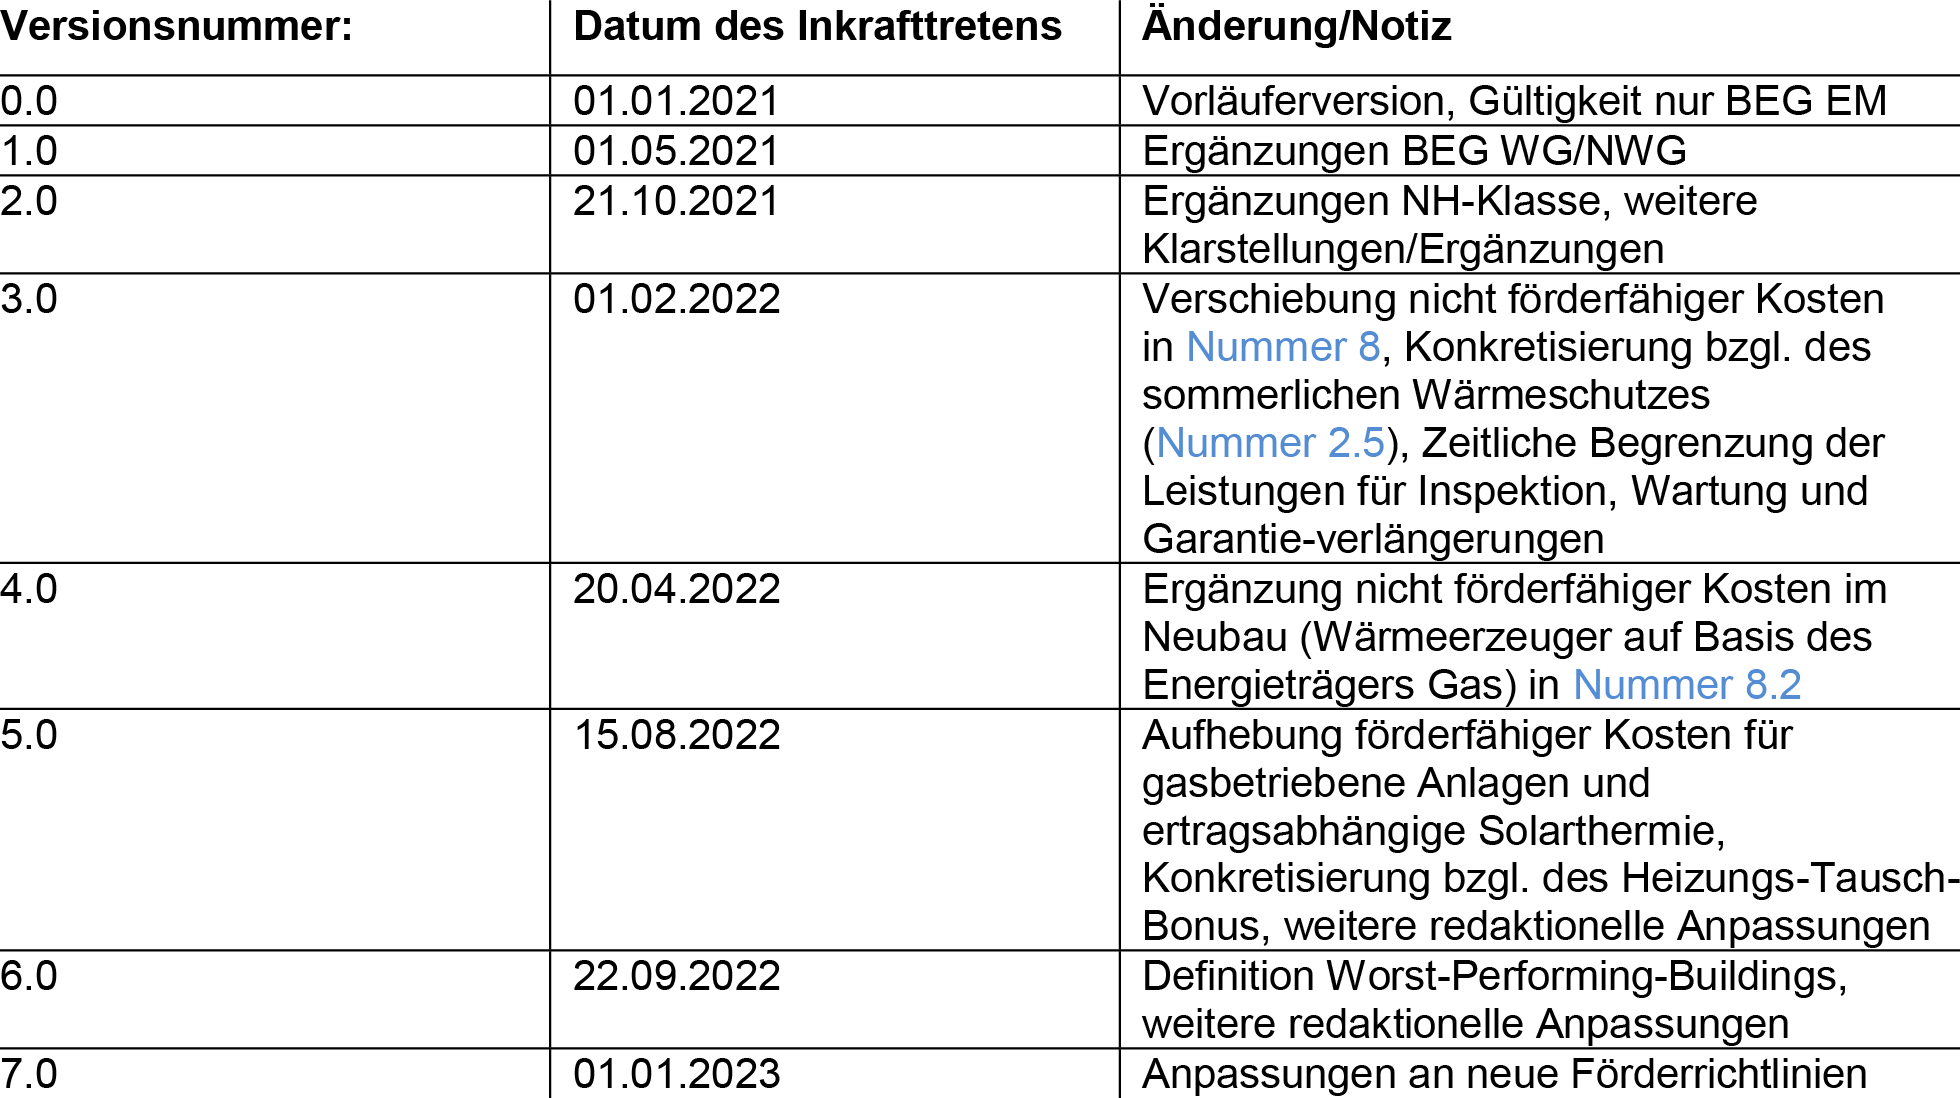 Versionsnummer: Datum des Inkrafttretens Änderung/Notiz
0.0 01.01.2021 Vorläuferversion, Gültigkeit nur BEG EM
1.0 01.05.2021 Ergänzungen BEG WG/NWG
2.0 21.10.2021 Ergänzungen NH-Klasse, weitere
Klarstellungen/Ergänzungen
3.0 01.02.2022 Verschiebung nicht förderfähiger Kosten
in Nummer 8, Konkretisierung bzgl. des
sommerlichen Wärmeschutzes
(Nummer 2.5), Zeitliche Begrenzung der
Leistungen für Inspektion, Wartung und
Garantie-verlängerungen
4.0 20.04.2022 Ergänzung nicht förderfähiger Kosten im
Neubau (Wärmeerzeuger auf Basis des
Energieträgers Gas) in Nummer 8.2
5.0 15.08.2022 Aufhebung förderfähiger Kosten für
gasbetriebene Anlagen und
ertragsabhängige Solarthermie,
Konkretisierung bzgl. des Heizungs-Tausch-
Bonus, weitere redaktionelle Anpassungen
6.0 22.09.2022 Definition Worst-Performing-Buildings,
weitere redaktionelle Anpassungen
7.0 01.01.2023 Anpassungen an neue Förderrichtlinien